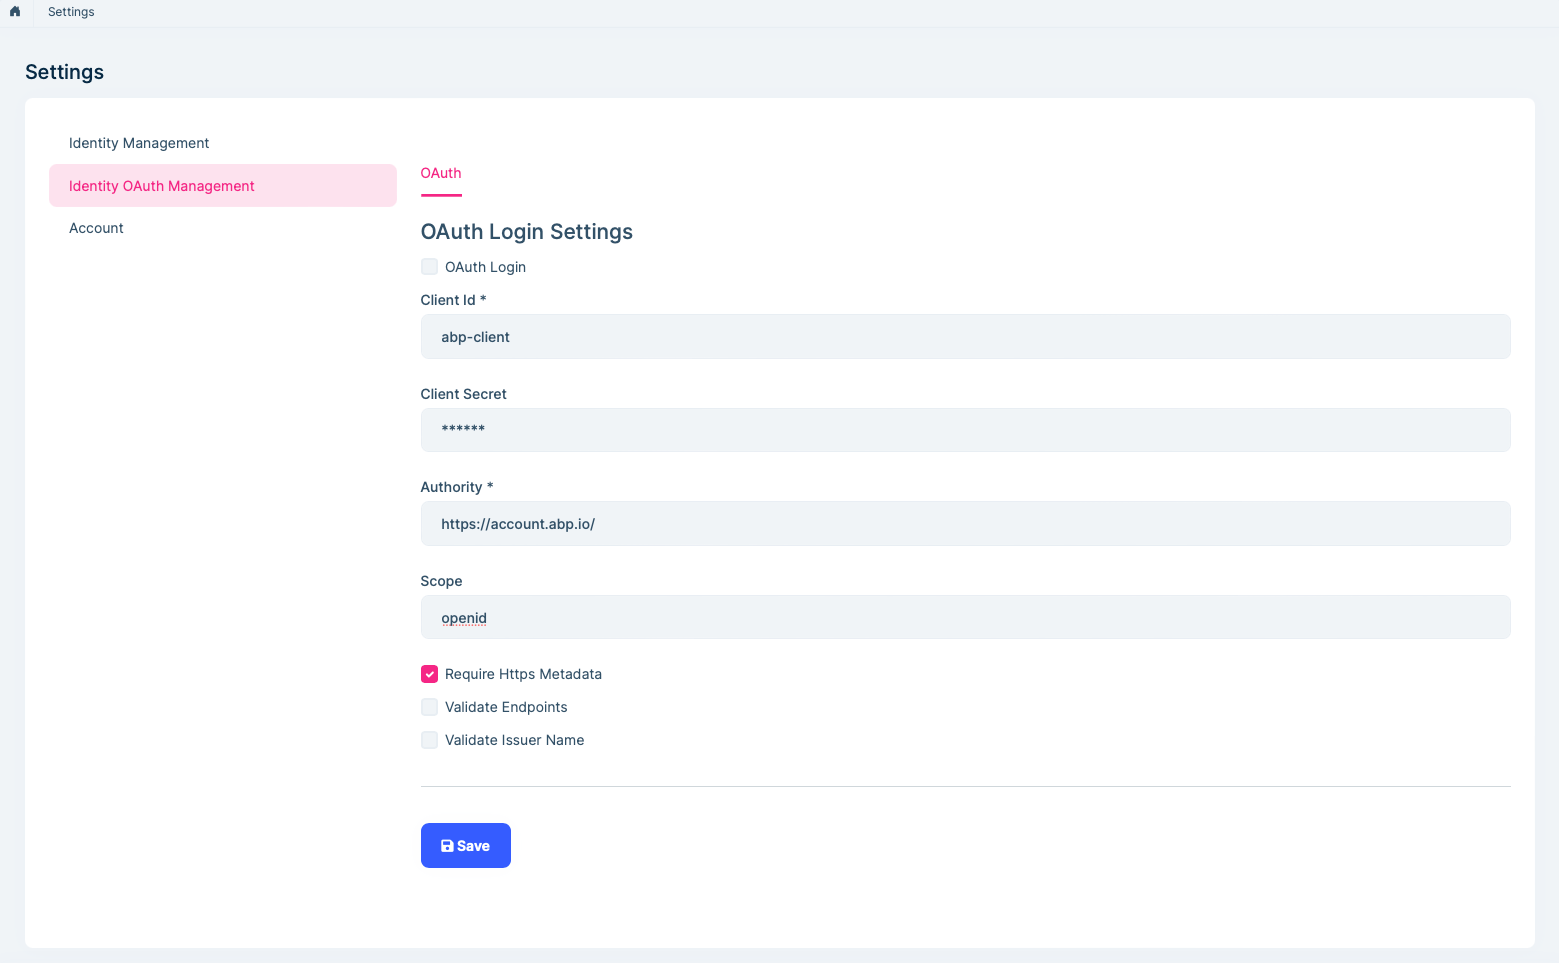 Settings
Settings
Identity Management
Identity OAuth Management
Account
OAuth
OAuth Login Settings
OAuth Login
Client Id *
abp-client
Client Secret
******
Authority *
https://account.abp.io/
Scope
openid
Require Https Metadata
Validate Endpoints
Validate Issuer Name
Save